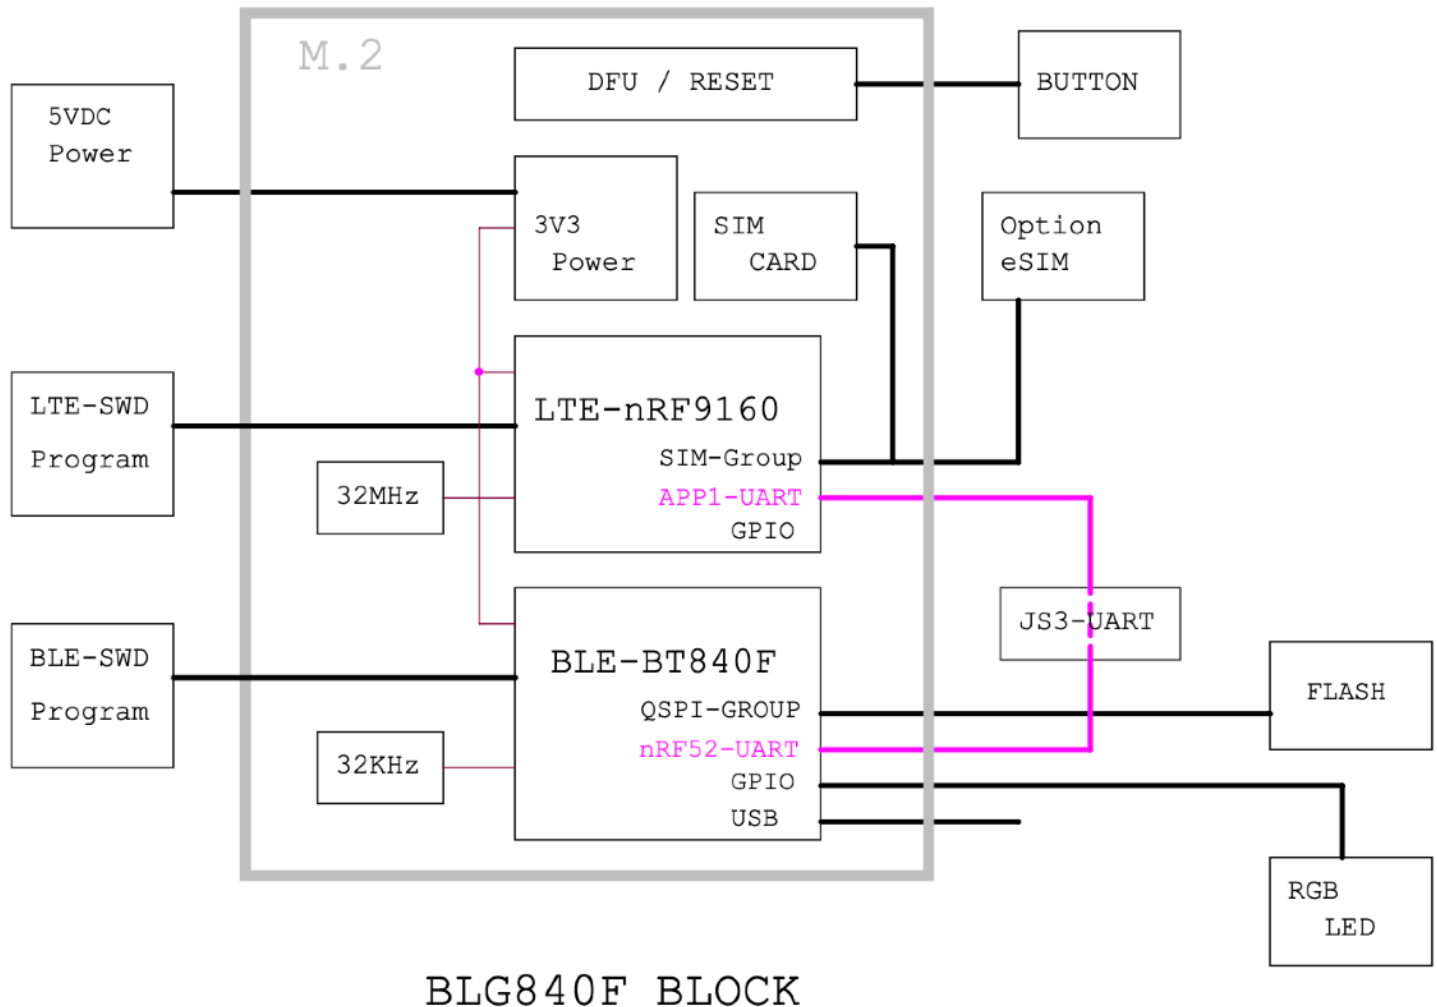 M.2
DFU / RESET
BUTTON
5VDC
Power
3V3
Power
SIM
CARD
Option
eSIM
LTE-SWD
Program
LTE-nRF9160
SIM-Group
APP1-UART
GPIO
32MHz
JS3-UART
BLE-SWD
Program
BLE-BT840F
QSPI-GROUP
nRF52-UART
GPIO
USB
32KHz
FLASH
RGB
LED
BLG840F BLOCK